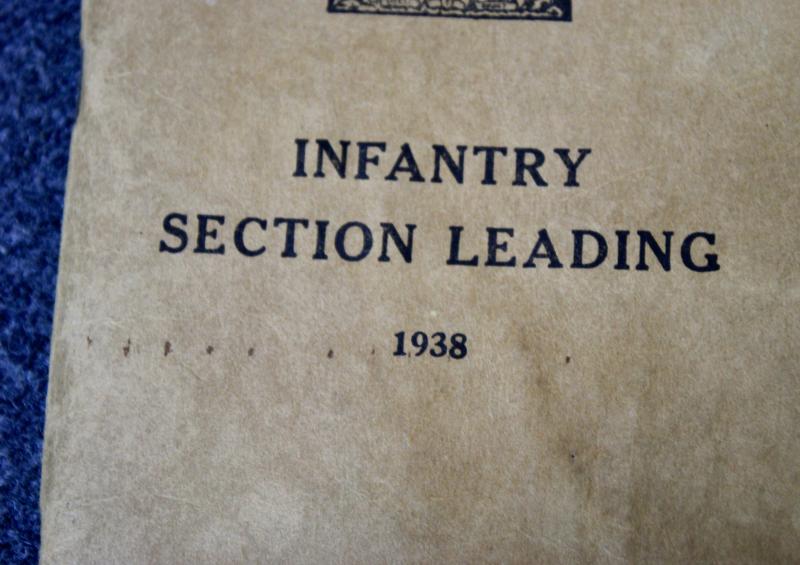 INFANTRY
SECTION LEADING
1938